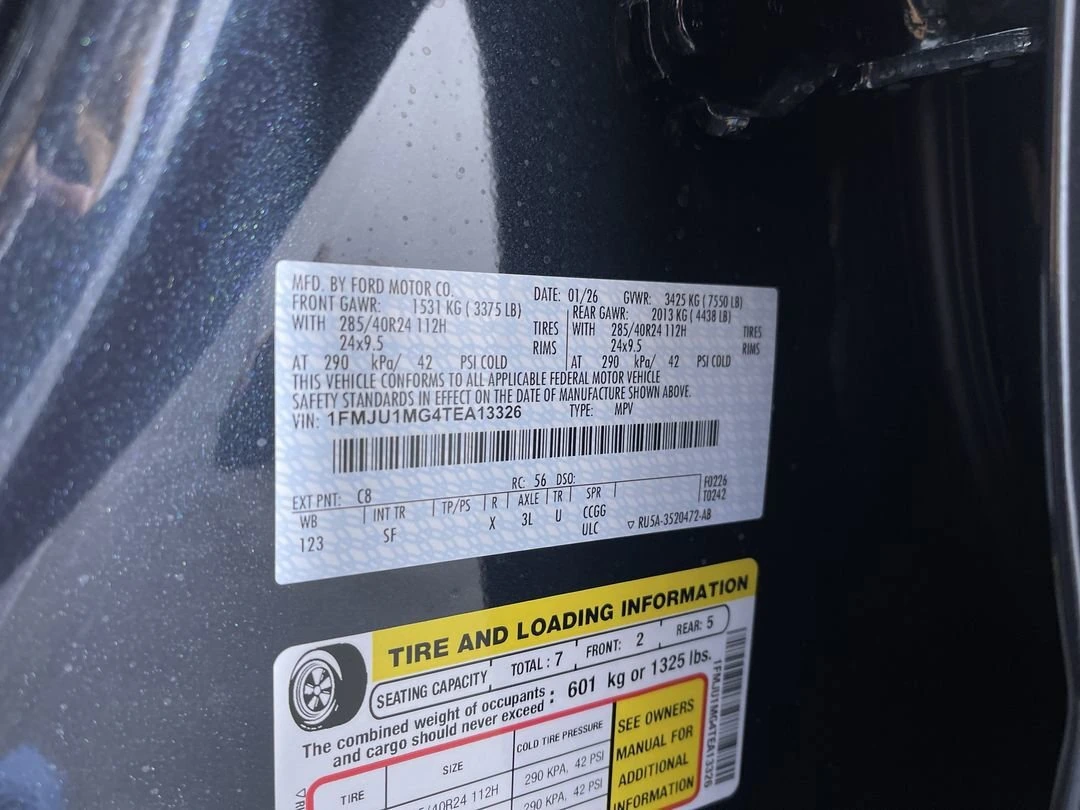 MFD. BY FORD MOTOR CO. DATE: 01/26 GVWR: 3425 KG ( 7550 LB)
FRONT GAWR: 1531 KG ( 3375 LB) REAR GAWR: 2013 KG ( 4438 LB)
WITH 285/40R24 112H TIRES WITH 285/40R24 112H TIRES
24x9.5 RIMS 24x9.5 RIMS
AT 290 kPa/ 42 PSI COLD AT 290 kPa/ 42 PSI COLD
THIS VEHICLE CONFORMS TO ALL APPLICABLE FEDERAL MOTOR VEHICLE
SAFETY STANDARDS IN EFFECT ON THE DATE OF MANUFACTURE SHOWN ABOVE.
VIN: 1FMJU1MG4TEA13326 TYPE: MPV
EXT PNT: C8 RC: 56 DSO: F0226
WB INT TR TP/PS R AXLE TR SPR T0242
123 SF X 3L U CCGG
ULC ▽ RU5A-3520472-AB
TIRE AND LOADING INFORMATION
SEATING CAPACITY TOTAL : 7 FRONT: 2 REAR: 5
The combined weight of occupants
and cargo should never exceed : 601 kg or 1325 lbs.
TIRE SIZE COLD TIRE PRESSURE
/40R24 112H 290 KPA, 42 PSI
290 KPA, 42 PSI
SEE OWNERS
MANUAL FOR
ADDITIONAL
INFORMATION
1FMJU1MG4TEA13326